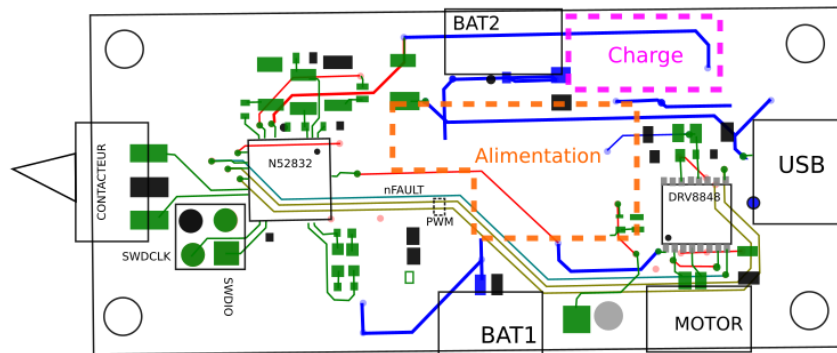 BAT2
Charge
CONTACTEUR
N52832
Alimentation
USB
nFAULT
DRV8848
PWM
SWDCLK
SWDIO
BAT1
MOTOR